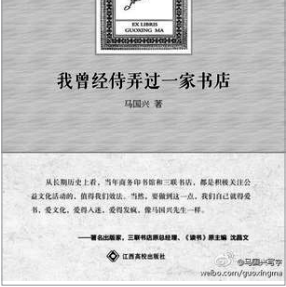 EX LIBRIS
GUOXING MA
我曾经侍弄过一家书店
马国兴 著
从长期历史上看，当年商务印书馆和三联书店，都是积极关注公
益文化活动的，值得我们效法。当然，要做到这一点，我们自己就得爱
书，爱文化，爱得入迷，爱得发疯，像马国兴先生一样。
——著名出版家，三联书店原总经理、《读书》原主编 沈昌文
江西高校出版社
@马国兴写字
weibo.com/guoxingma